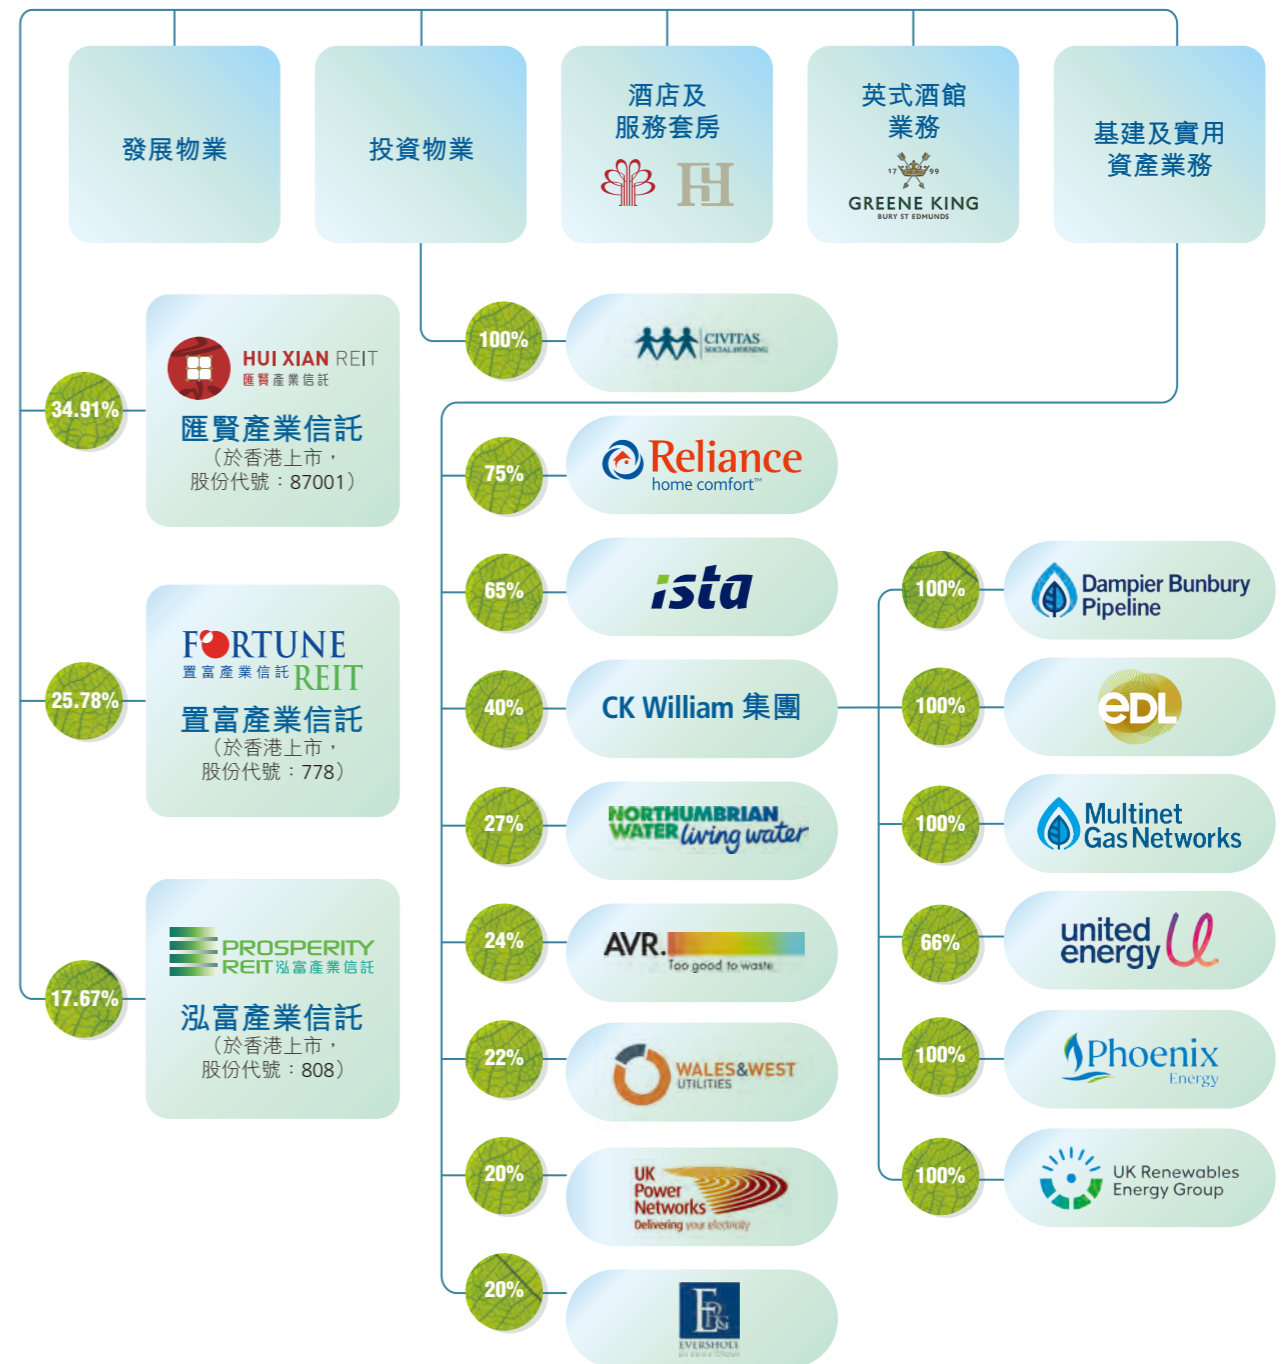 發展物業
投資物業
酒店及
服務套房
英式酒館
業務
17 99
GREENE KING
BURY ST EDMUNDS
基建及實用
資產業務
34.91%
HUI XIAN REIT
匯賢產業信託
匯賢產業信託
（於香港上市，
股份代號：87001）
25.78%
FORTUNE
置富產業信託 REIT
置富產業信託
（於香港上市，
股份代號：778）
17.67%
PROSPERITY
REIT 泓富產業信託
泓富產業信託
（於香港上市，
股份代號：808）
100%
CIVITAS
SOCIAL HOUSING
75%
Reliance
home comfort™
65%
ista
40%
CK William 集團
27%
NORTHUMBRIAN
WATER living water
24%
AVR.
Too good to waste
22%
WALES&WEST
UTILITIES
20%
UK
Power
Networks
Delivering your electricity
20%
EVERSHOLT
100%
Dampier Bunbury
Pipeline
100%
eDL
100%
Multinet
Gas Networks
66%
united
energy
100%
Phoenix
Energy
100%
UK Renewables
Energy Group